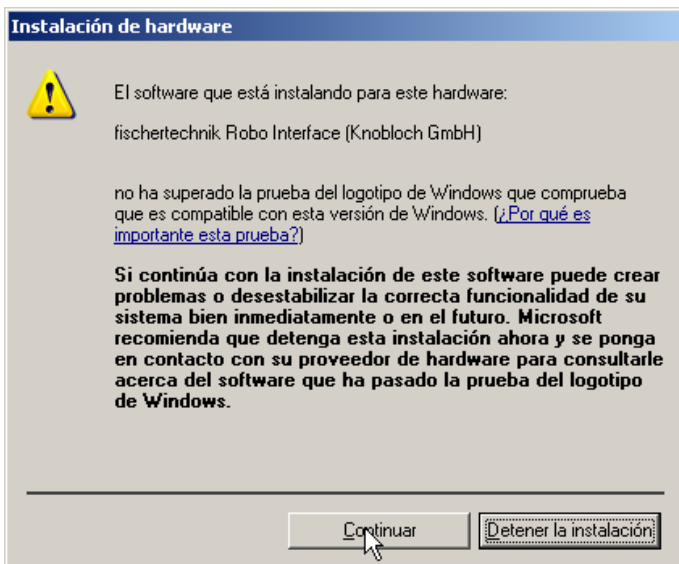 Instalación de hardware
El software que está instalando para este hardware:
fischertechnik Robo Interface (Knobloch GmbH)
no ha superado la prueba del logotipo de Windows que comprueba
que es compatible con esta versión de Windows. (¿Por qué es
importante esta prueba?)
Si continúa con la instalación de este software puede crear
problemas o desestabilizar la correcta funcionalidad de su
sistema bien inmediatamente o en el futuro. Microsoft
recomienda que detenga esta instalación ahora y se ponga
en contacto con su proveedor de hardware para consultarle
acerca del software que ha pasado la prueba del logotipo
de Windows.
Continuar Detener la instalación